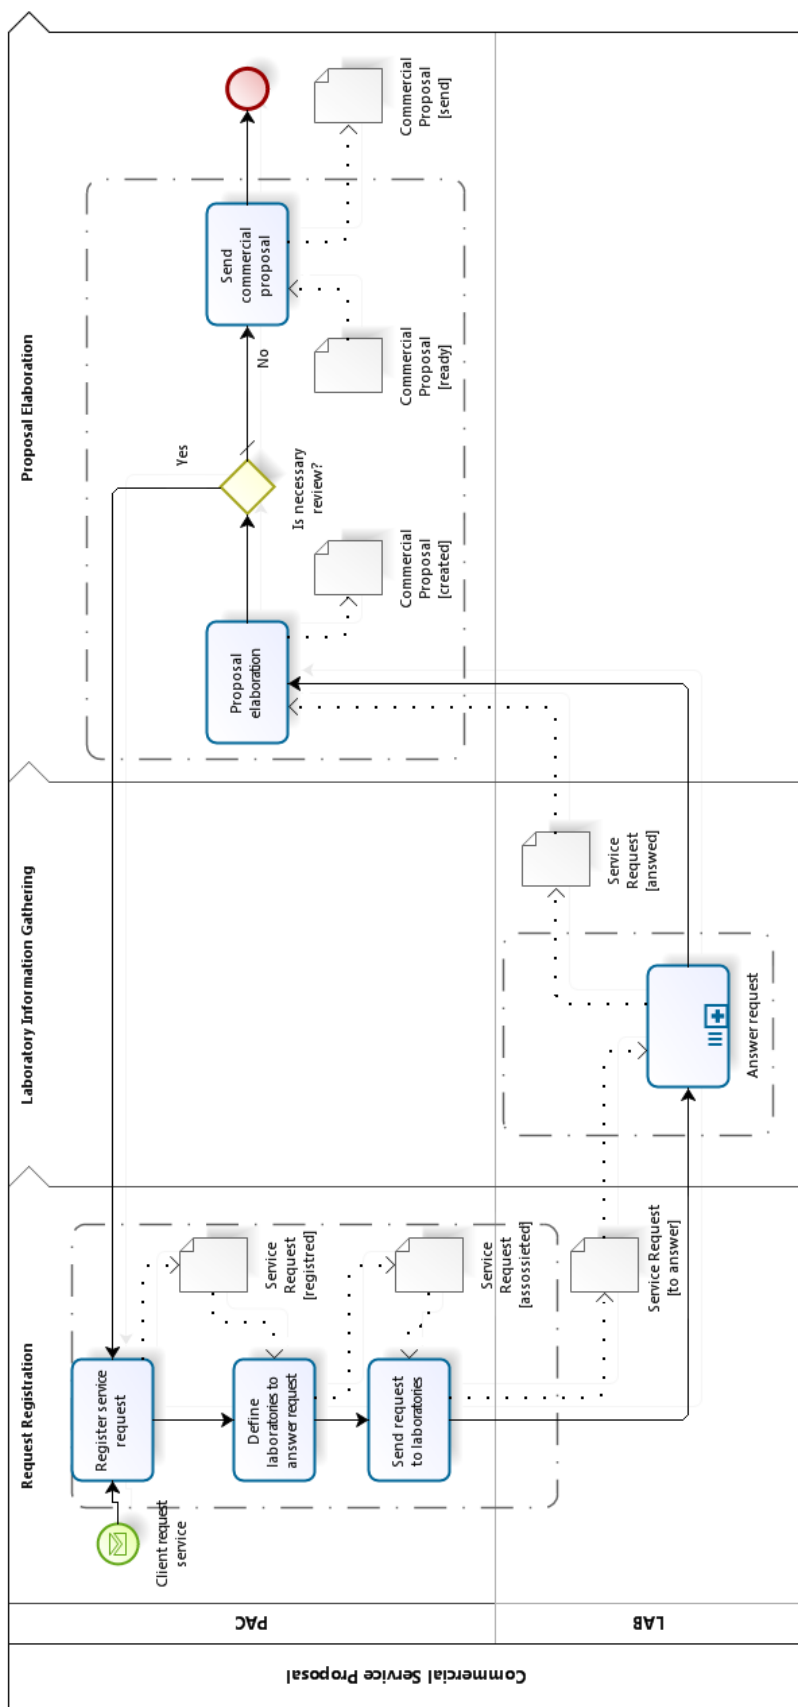 Commercial Service Proposal
PAC
LAB
Request Registration
Laboratory Information Gathering
Proposal Elaboration
Client request
service
Register service
request
Service
Request
[registred]
Define
laboratories to
answer request
Service
Request
[assossieted]
Send request
to laboratories
Service Request
[to answer]
Answer request
Service
Request
[answed]
Proposal
elaboration
Commercial
Proposal
[created]
Is necessary
review?
Yes
No
Commercial
Proposal
[ready]
Send
commercial
proposal
Commercial
Proposal
[send]